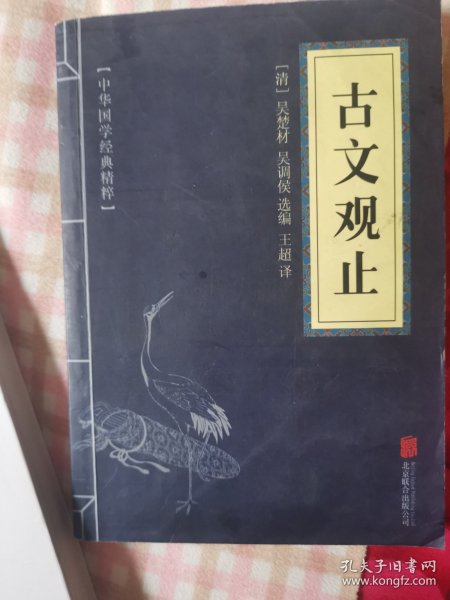 古文观止
[清] 吴楚材 吴调侯 选编 王超 译
【中华国学经典精粹】
北京联合出版公司
孔夫子旧书网
www.kongfz.com